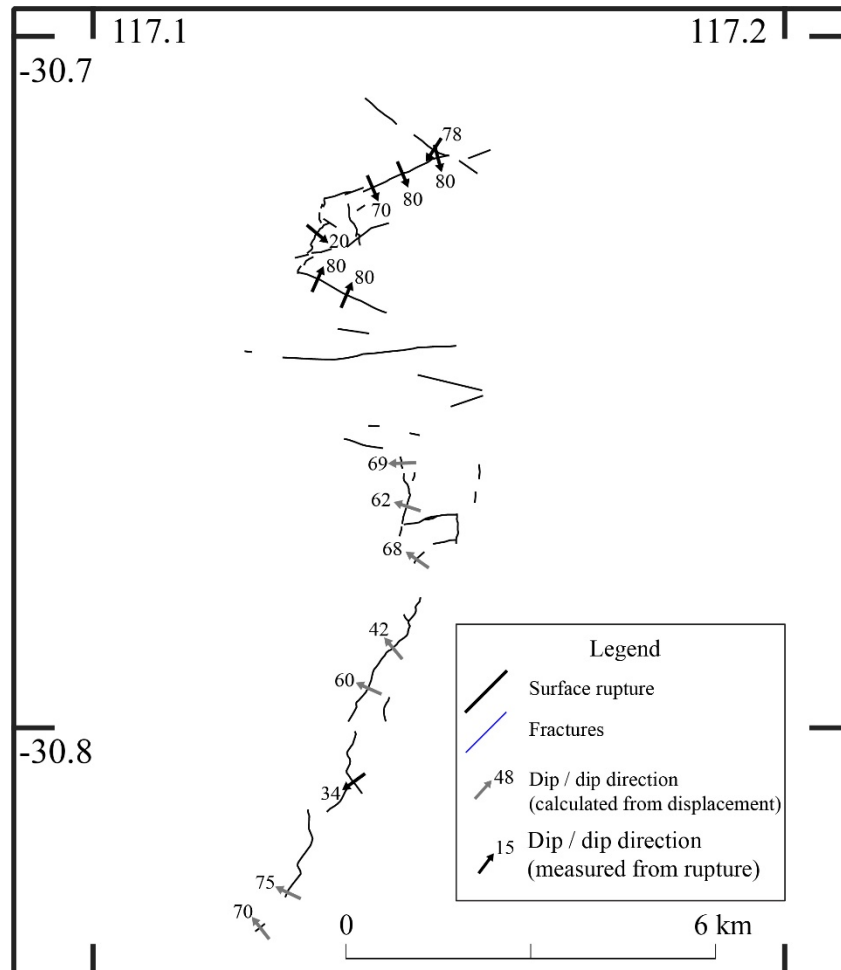 117.1
117.2
-30.7
78
80
80
70
20
80
80
69
62
68
42
60
-30.8
34
75
70
Legend
Surface rupture
Fractures
48
Dip / dip direction
(calculated from displacement)
15
Dip / dip direction
(measured from rupture)
0
6 km